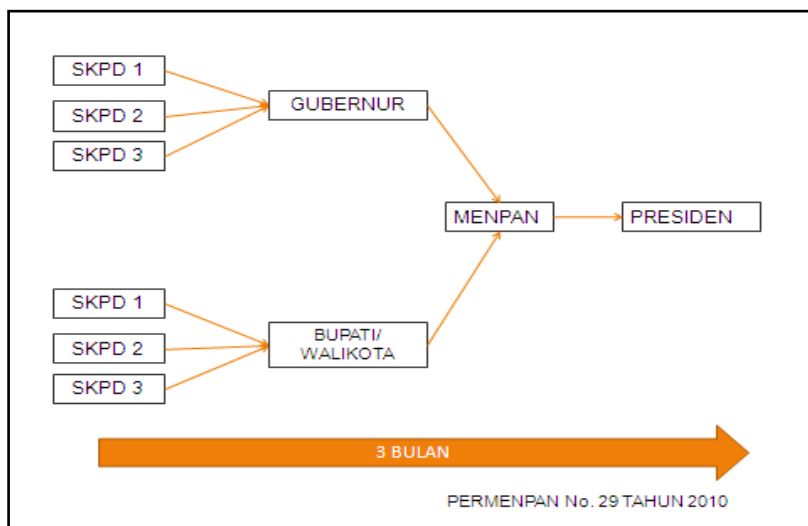 SKPD 1
SKPD 2
SKPD 3
GUBERNUR
MENPAN
PRESIDEN
SKPD 1
SKPD 2
SKPD 3
BUPATI/
WALIKOTA
3 BULAN
PERMENPAN No. 29 TAHUN 2010